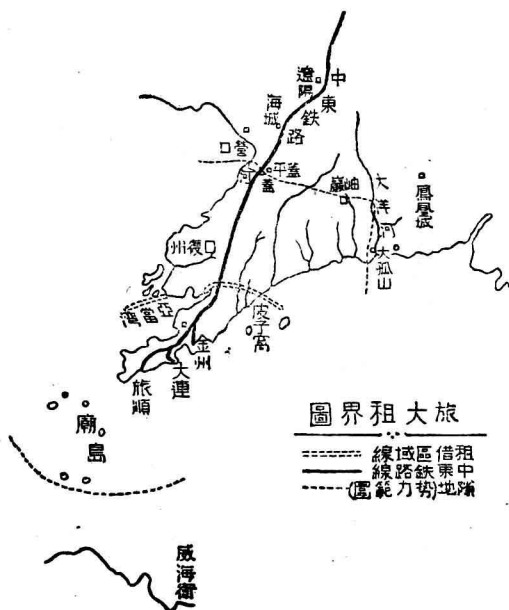 中東鉄路
遼陽
海城
營口
蓋平
蓋河
岫巖
大洋河
鳳凰城
大孤山
復州
亞當灣
皮子窩
金州
大連
旅順
廟島
威海衛
旅大租界圖
租借區域線
中東鉄路線
隙地(勢力範圍)